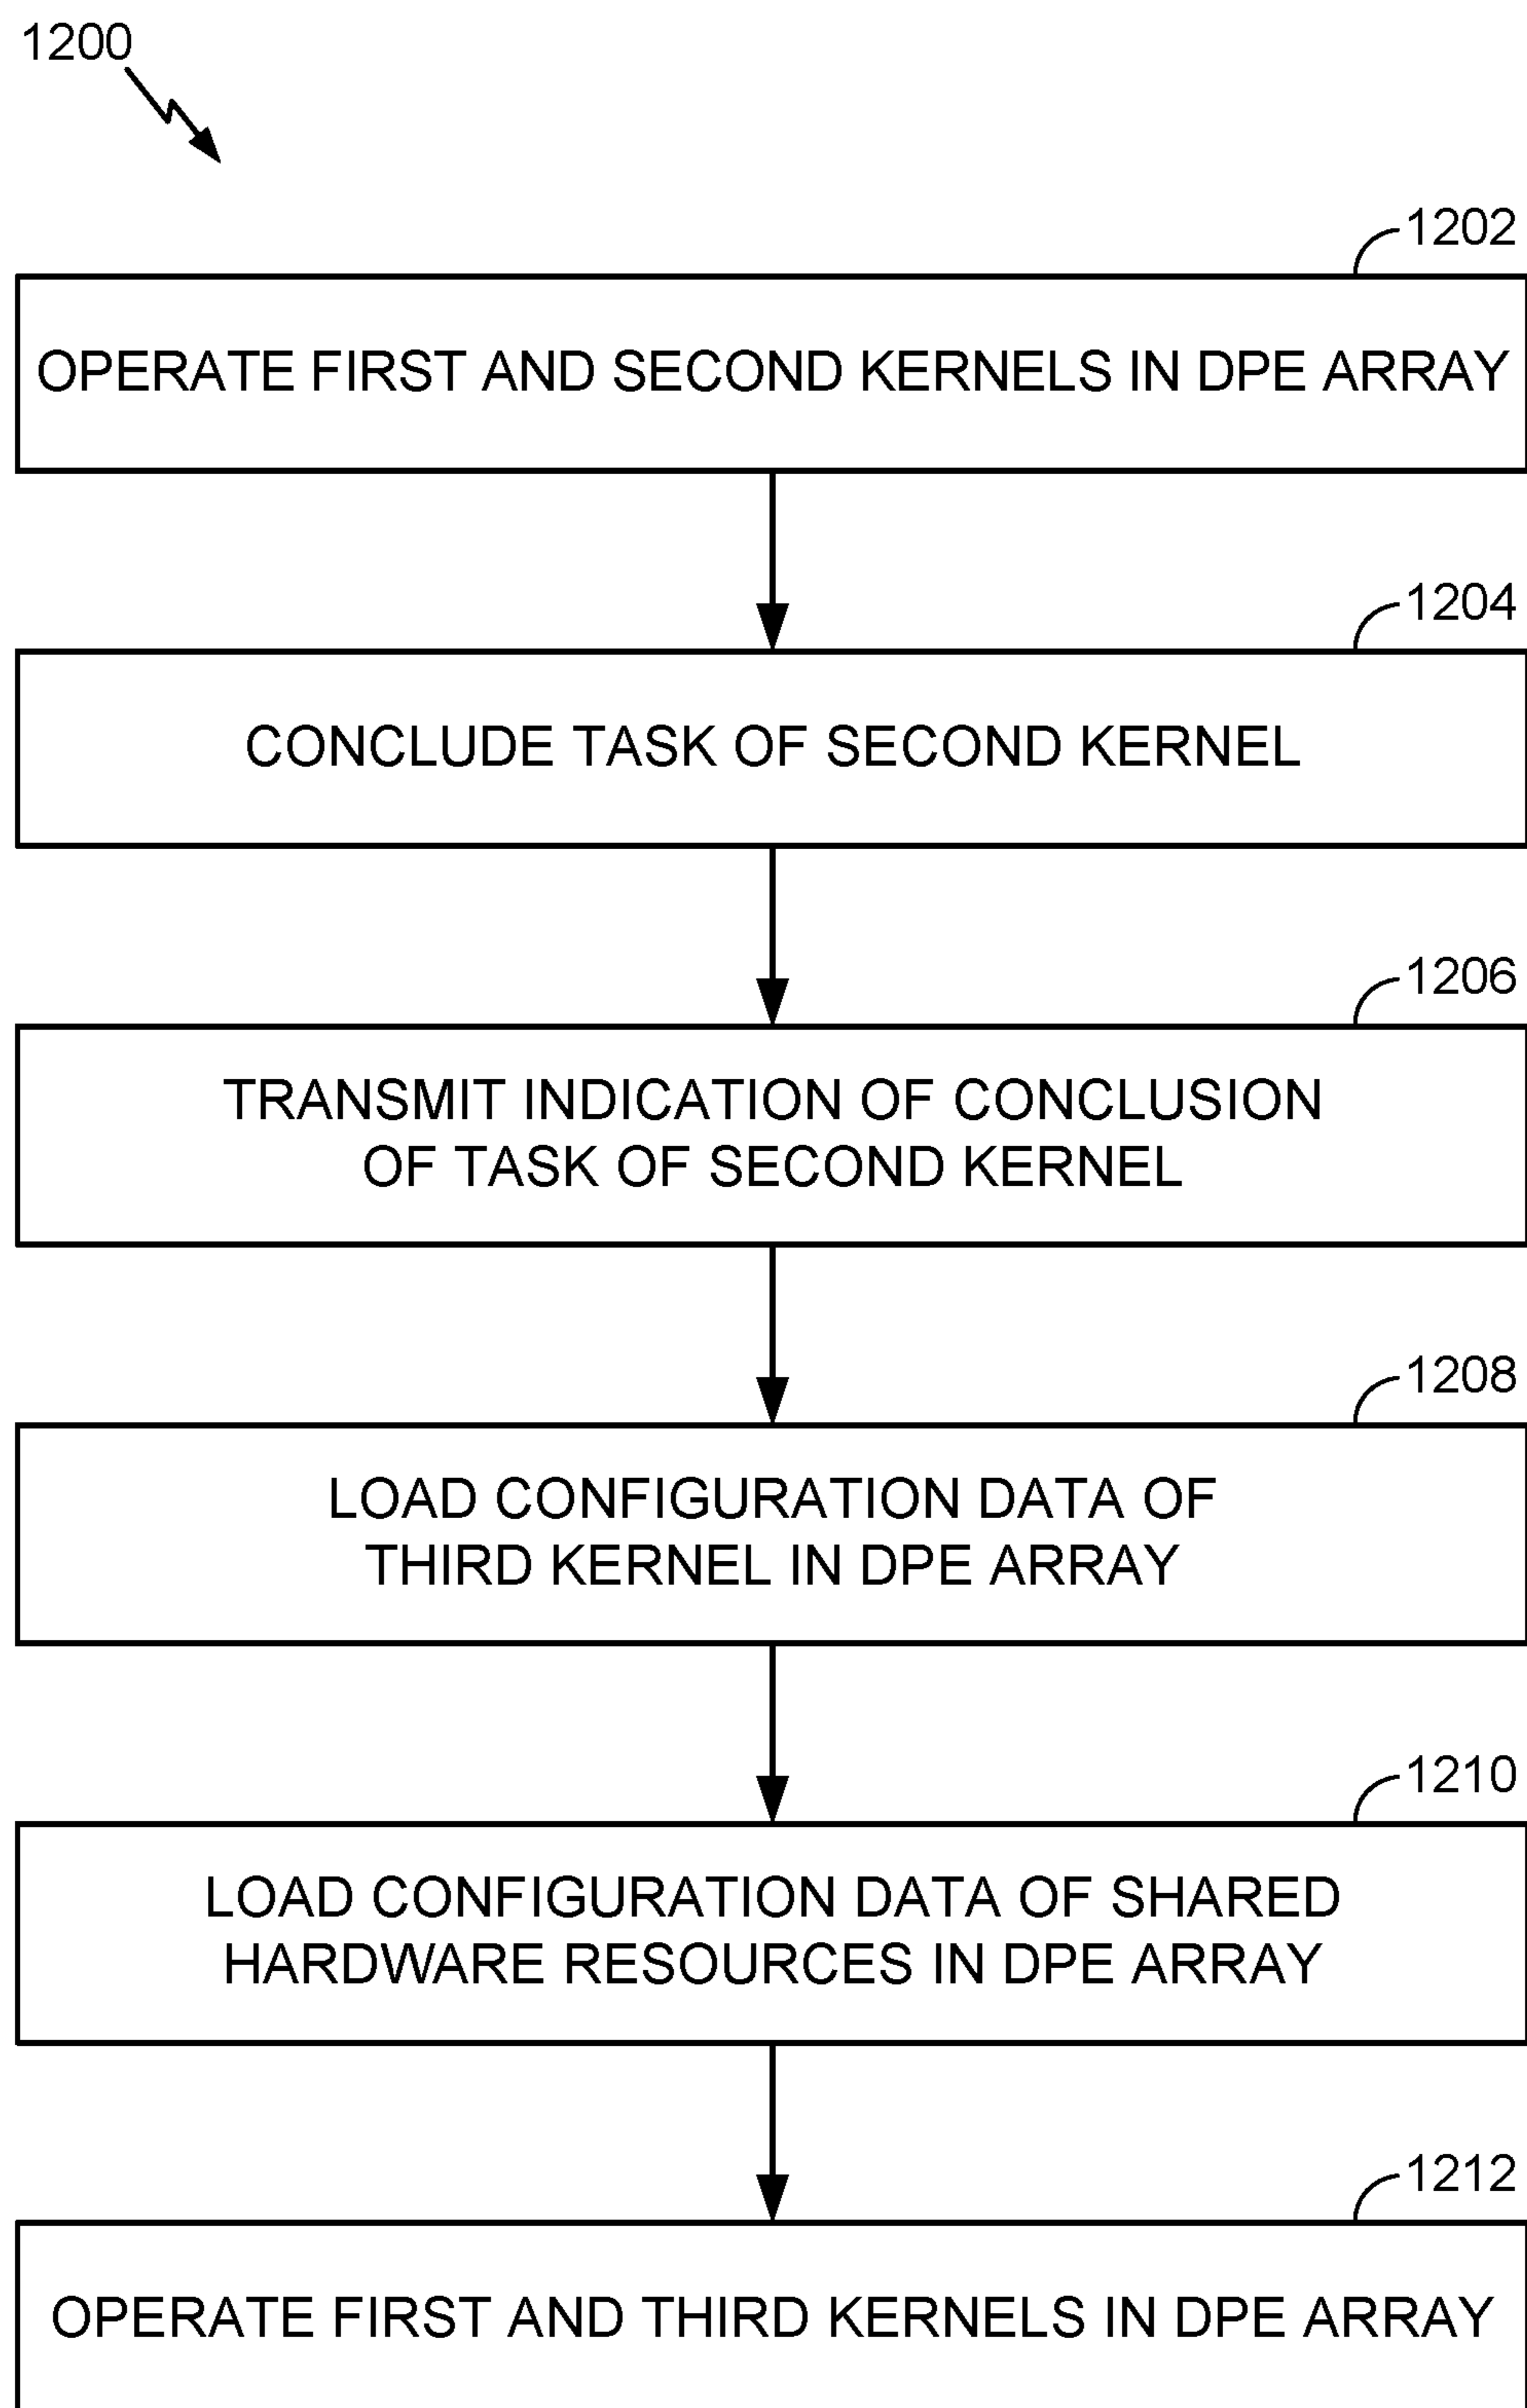 1200
1202
OPERATE FIRST AND SECOND KERNELS IN DPE ARRAY
1204
CONCLUDE TASK OF SECOND KERNEL
1206
TRANSMIT INDICATION OF CONCLUSION
OF TASK OF SECOND KERNEL
1208
LOAD CONFIGURATION DATA OF
THIRD KERNEL IN DPE ARRAY
1210
LOAD CONFIGURATION DATA OF SHARED
HARDWARE RESOURCES IN DPE ARRAY
1212
OPERATE FIRST AND THIRD KERNELS IN DPE ARRAY